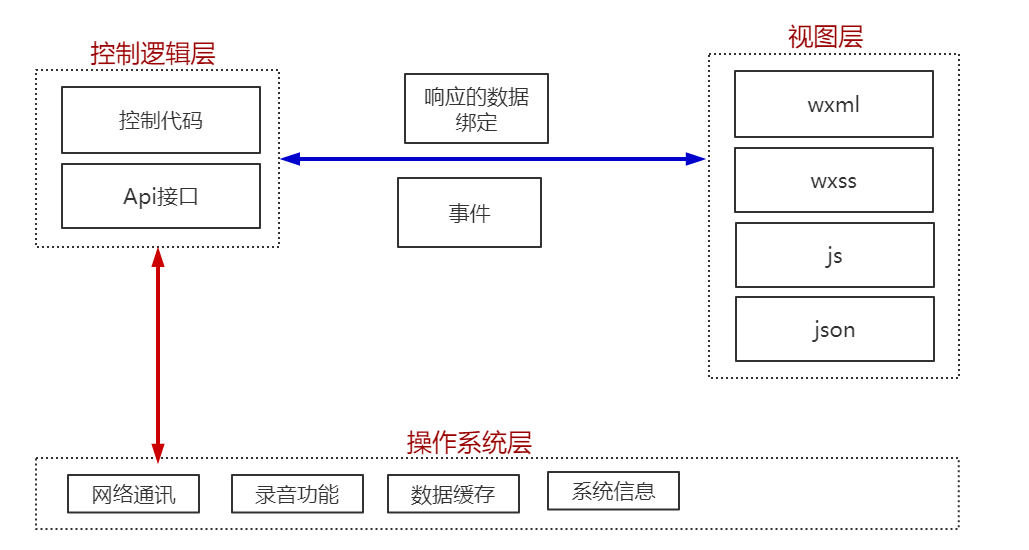 控制逻辑层
控制代码
Api接口
响应的数据
绑定
事件
视图层
wxml
wxss
js
json
操作系统层
网络通讯
录音功能
数据缓存
系统信息